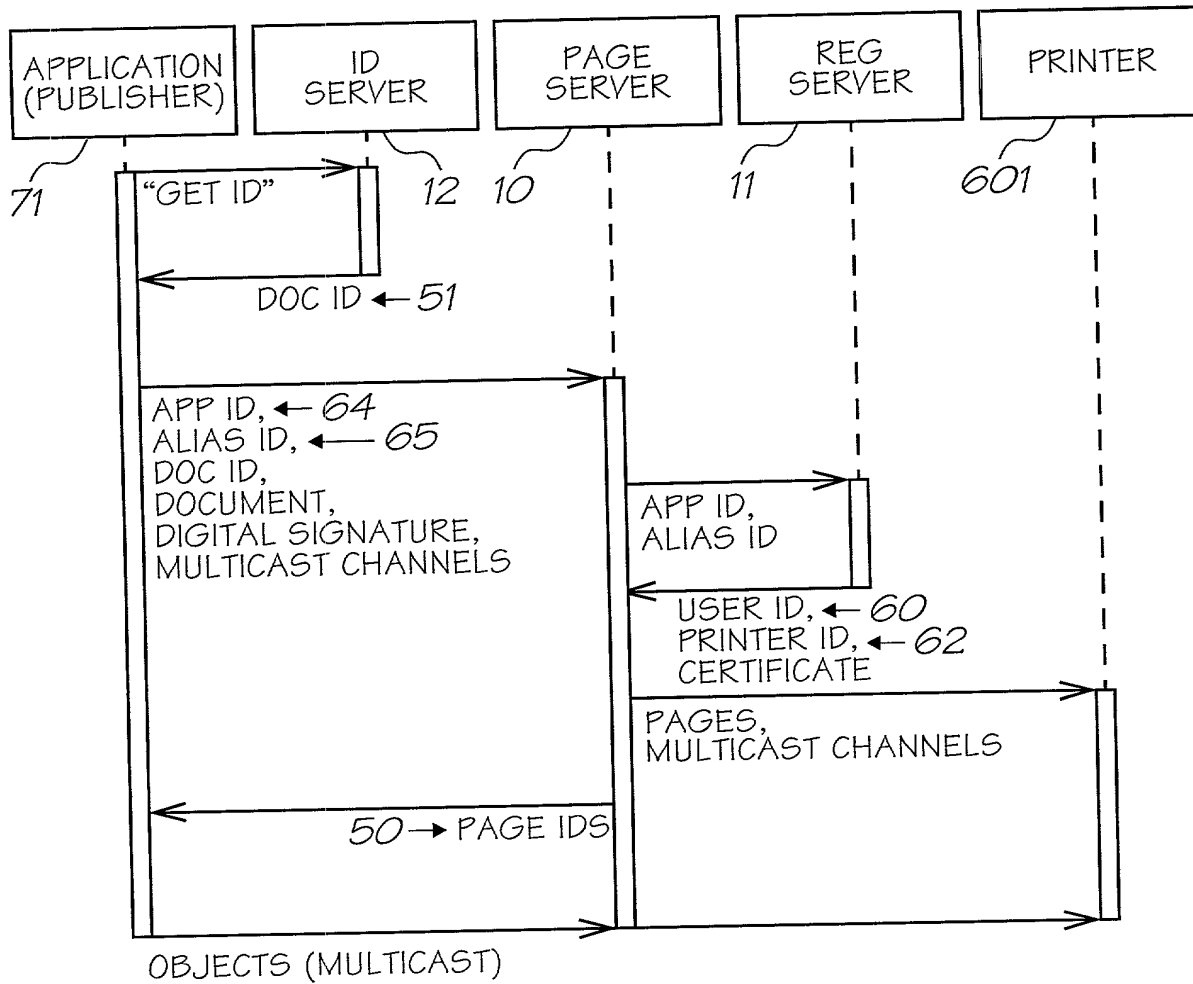 APPLICATION
(PUBLISHER)
ID
SERVER
PAGE
SERVER
REG
SERVER
PRINTER
71
12
10
11
601
"GET ID"
DOC ID 51
APP ID, 64
ALIAS ID, 65
DOC ID,
DOCUMENT,
DIGITAL SIGNATURE,
MULTICAST CHANNELS
APP ID,
ALIAS ID
USER ID, 60
PRINTER ID, 62
CERTIFICATE
PAGES,
MULTICAST CHANNELS
50 PAGE IDS
OBJECTS (MULTICAST)